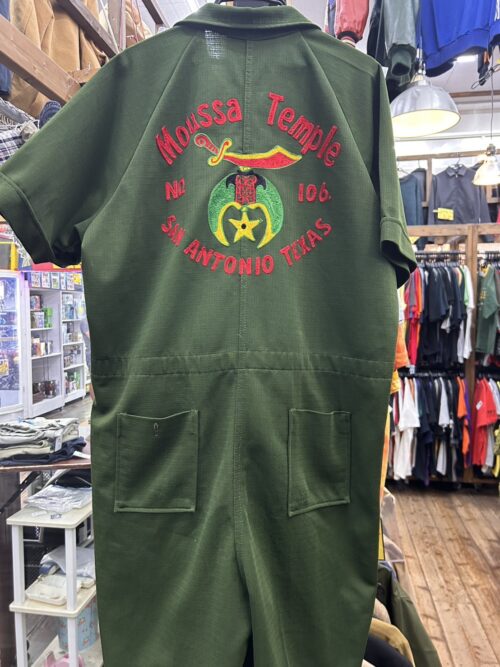 Moussa Temple
No. 106.
SAN ANTONIO TEXAS